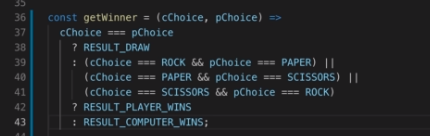 35
36 const getWinner = (cChoice, pChoice) =>
37 cChoice === pChoice
38 ? RESULT_DRAW
39 : (cChoice === ROCK && pChoice === PAPER) ||
40 (cChoice === PAPER && pChoice === SCISSORS) ||
41 (cChoice === SCISSORS && pChoice === ROCK)
42 ? RESULT_PLAYER_WINS
43 : RESULT_COMPUTER_WINS;